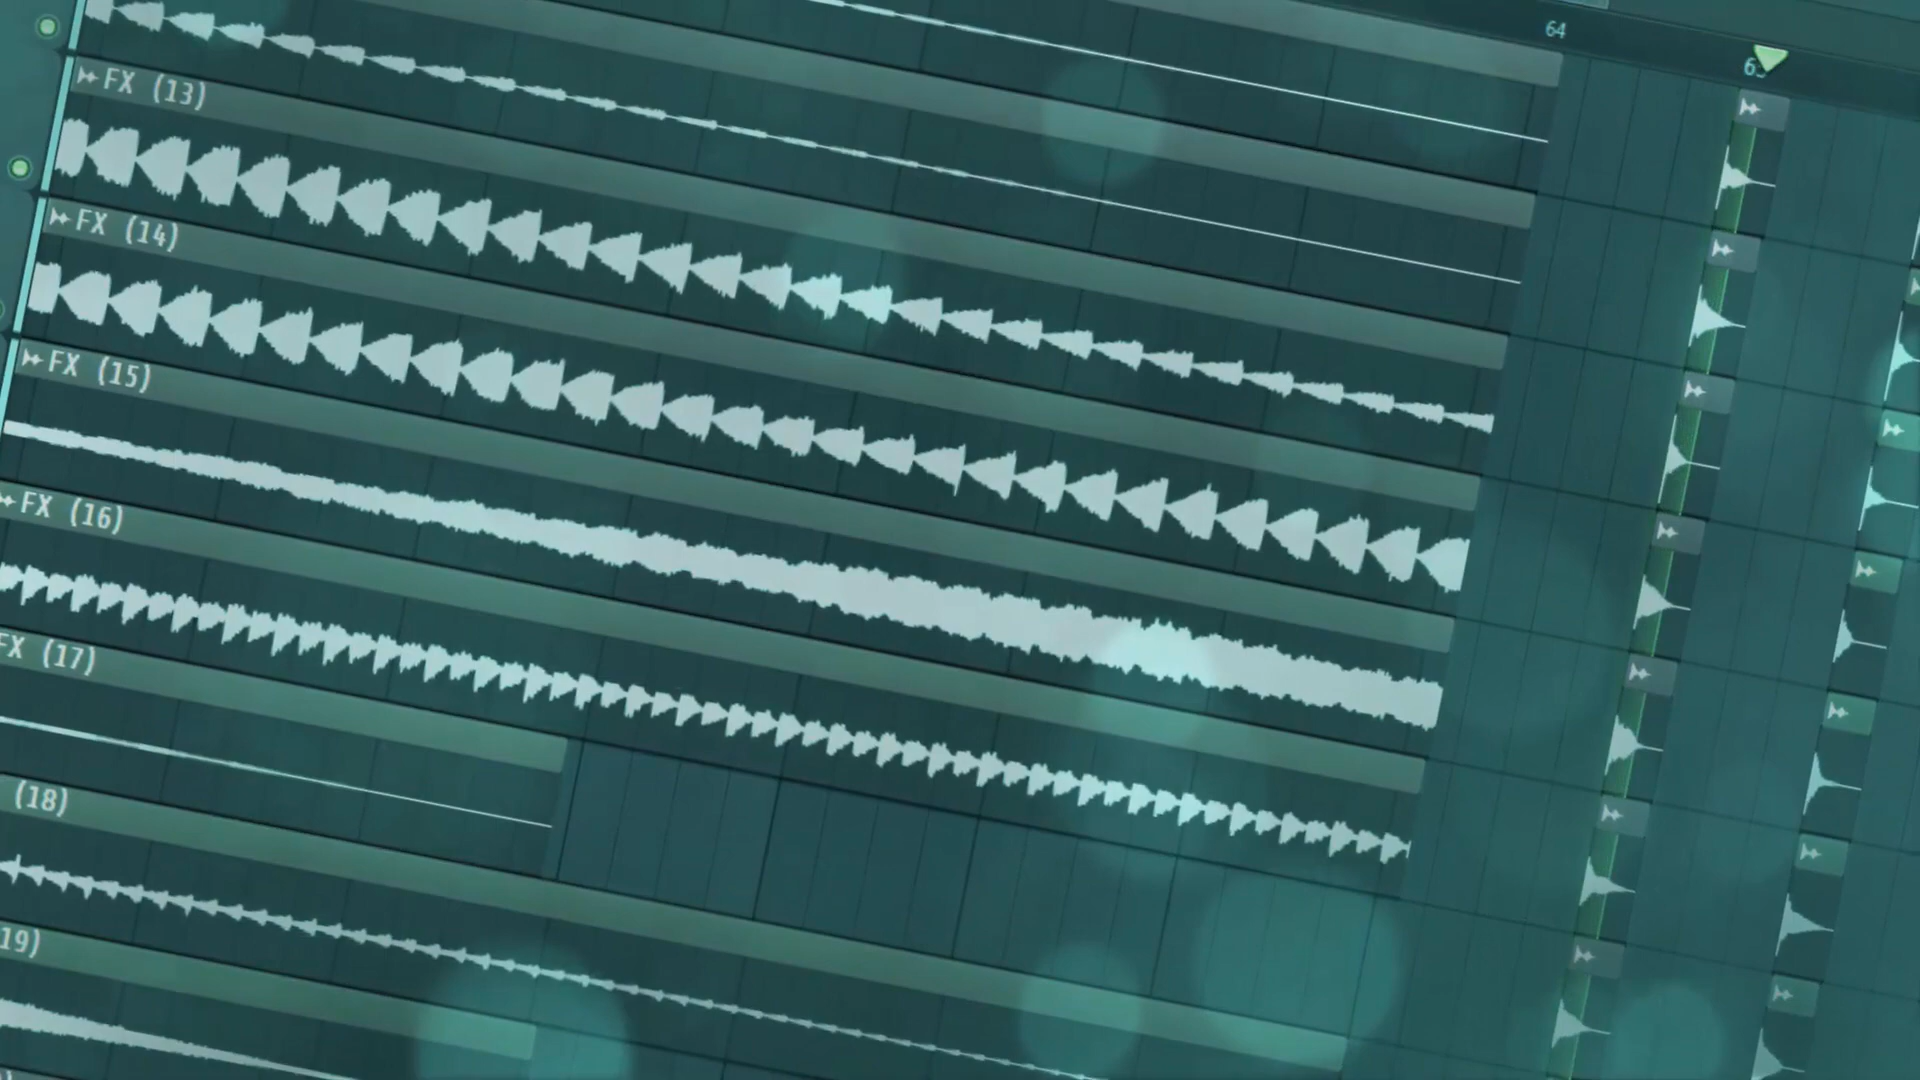 64
FX (13)
FX (14)
FX (15)
FX (16)
FX (17)
(18)
19)